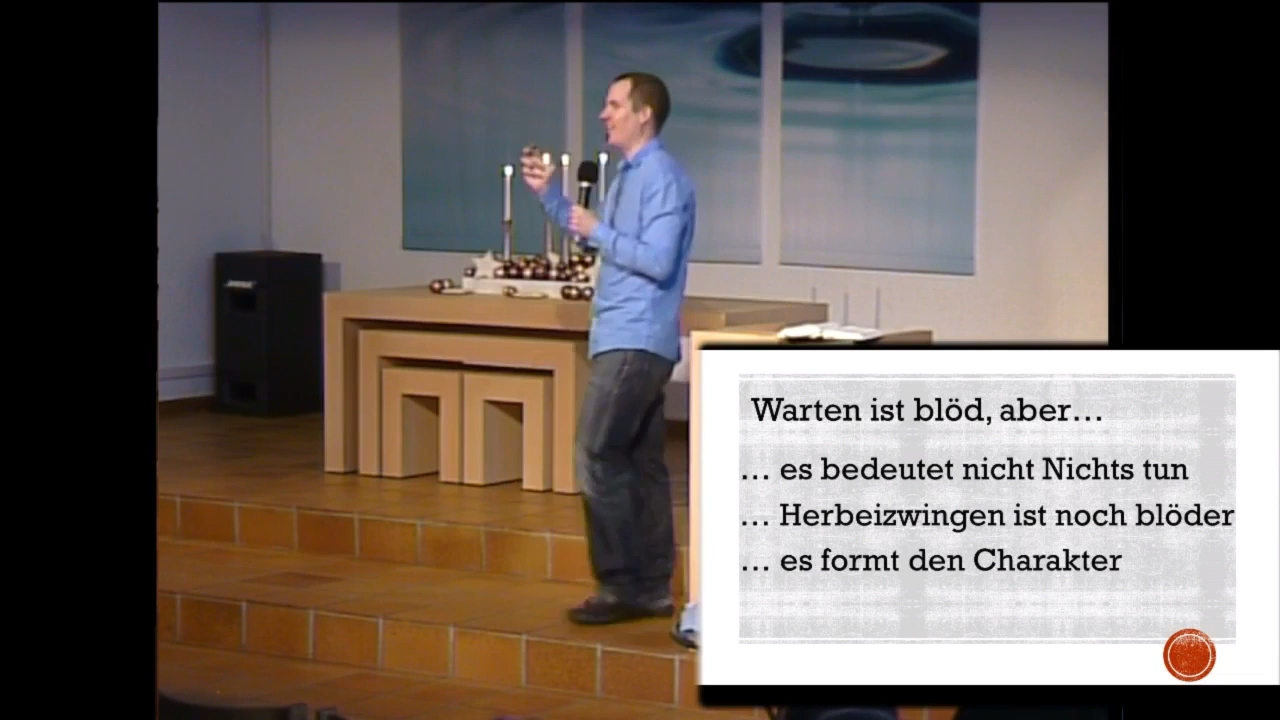 Warten ist blöd, aber…
… es bedeutet nicht Nichts tun
… Herbeizwingen ist noch blöder
… es formt den Charakter